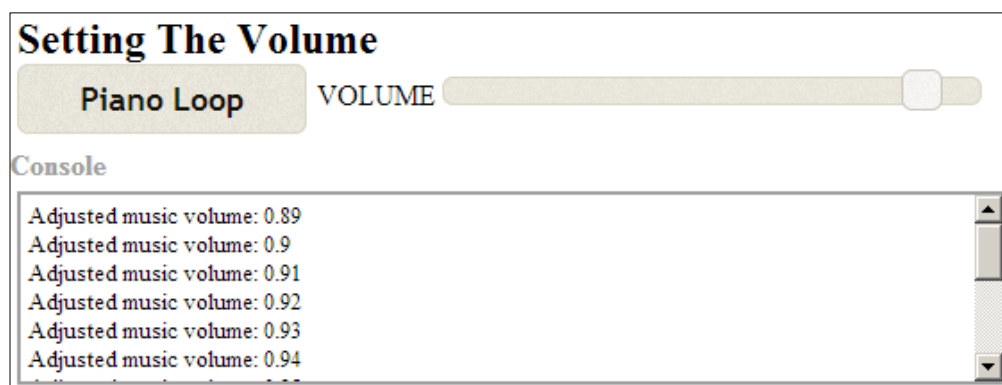 Setting The Volume
Piano Loop VOLUME
Console
Adjusted music volume: 0.89
Adjusted music volume: 0.9
Adjusted music volume: 0.91
Adjusted music volume: 0.92
Adjusted music volume: 0.93
Adjusted music volume: 0.94